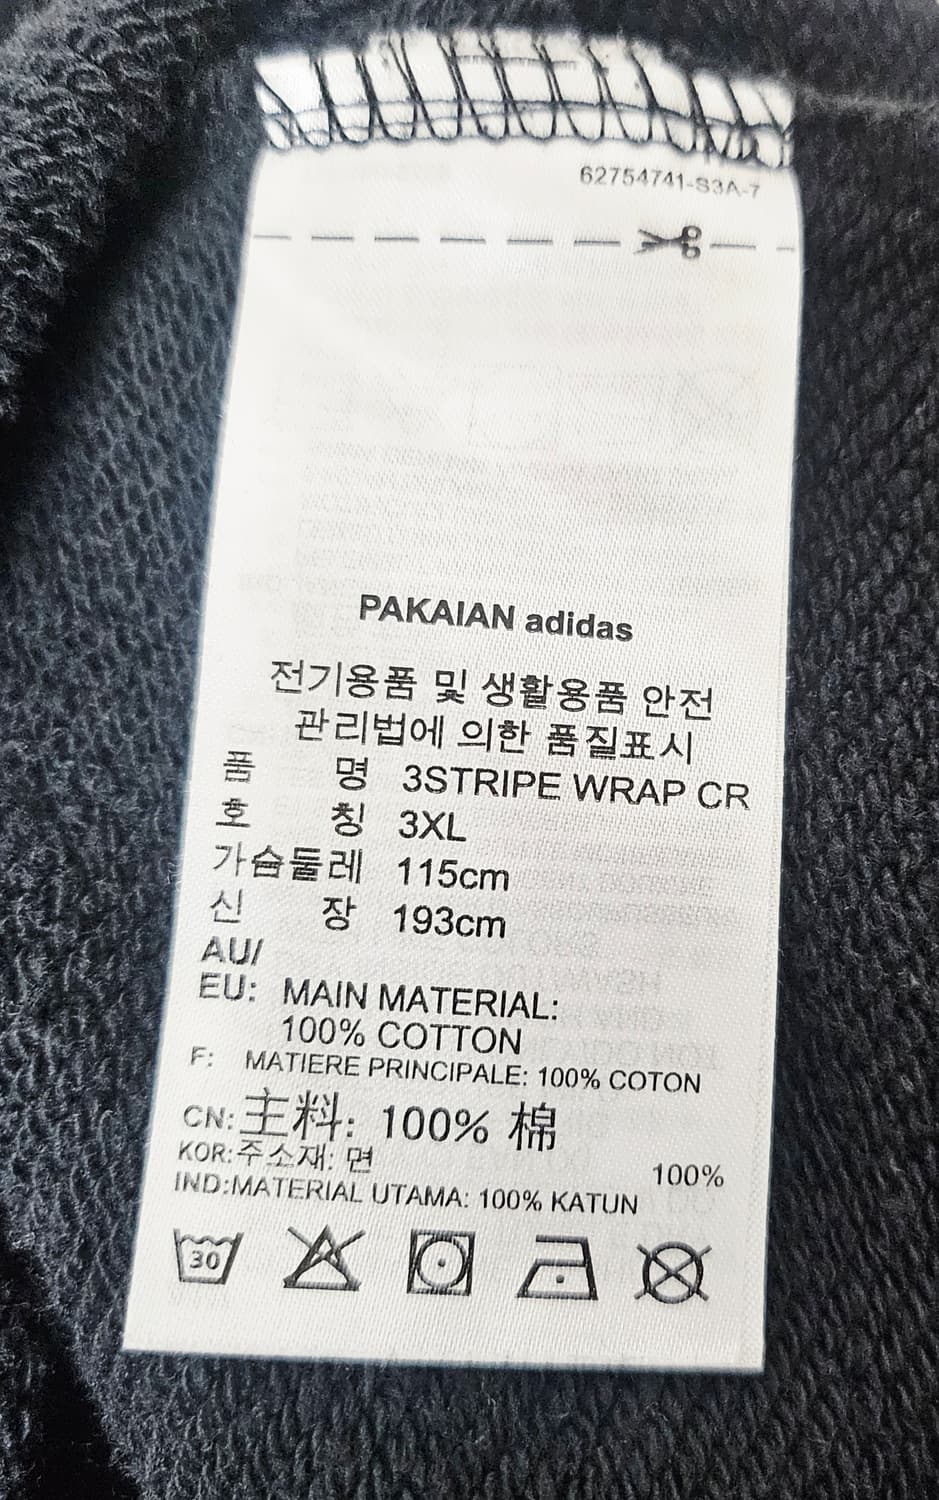 62754741-S3A-7
PAKAIAN adidas
전기용품 및 생활용품 안전
관리법에 의한 품질표시
품 명 3STRIPE WRAP CR
호 칭 3XL
가슴둘레 115cm
신 장 193cm
AU/
EU: MAIN MATERIAL:
100% COTTON
F: MATIERE PRINCIPALE: 100% COTON
CN:主料: 100% 棉
KOR:주소재: 면 100%
IND:MATERIAL UTAMA: 100% KATUN
30